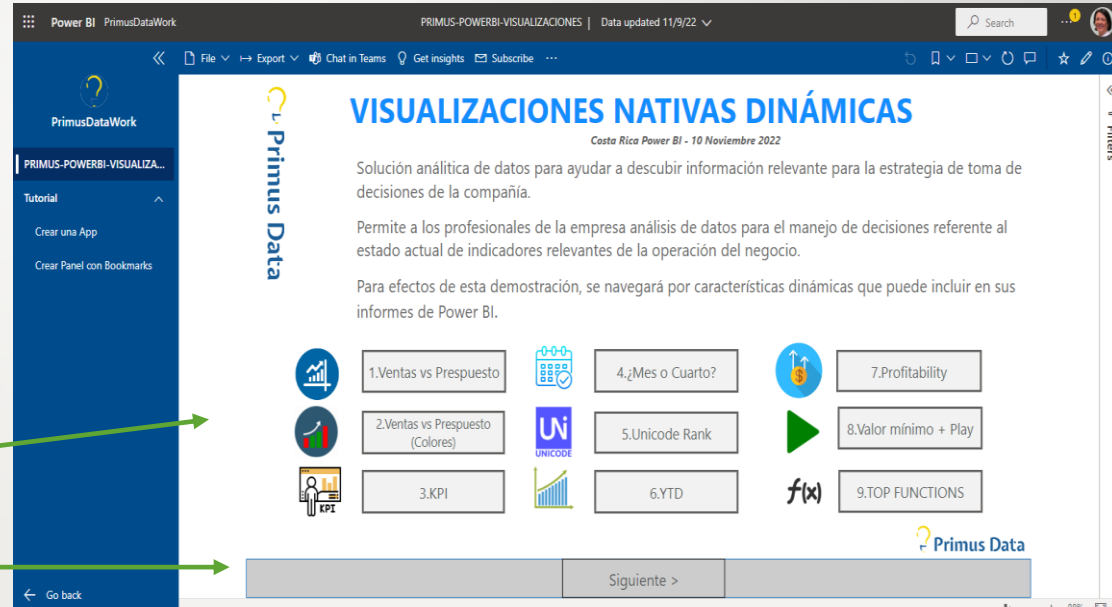 Power BI PrimusDataWork
PRIMUS-POWERBI-VISUALIZACIONES | Data updated 11/9/22
Search
...
1
File Export Chat in Teams Get insights Subscribe ...
PrimusDataWork
PRIMUS-POWERBI-VISUALIZA...
Tutorial
Crear una App
Crear Panel con Bookmarks
Go back
Primus Data
VISUALIZACIONES NATIVAS DINÁMICAS
Costa Rica Power BI - 10 Noviembre 2022
Solución análitica de datos para ayudar a descubrir información relevante para la estrategia de toma de
decisiones de la compañía.
Permite a los profesionales de la empresa análisis de datos para el manejo de decisiones referente al
estado actual de indicadores relevantes de la operación del negocio.
Para efectos de esta demostración, se navegará por características dinámicas que puede incluir en sus
informes de Power BI.
1.Ventas vs Prespuesto
4.¿Mes o Cuarto?
7.Profitability
2.Ventas vs Prespuesto
(Colores)
UNi
UNICODE
5.Unicode Rank
8.Valor mínimo + Play
KPI
3.KPI
6.YTD
f(x)
9.TOP FUNCTIONS
Primus Data
Siguiente >
Filters